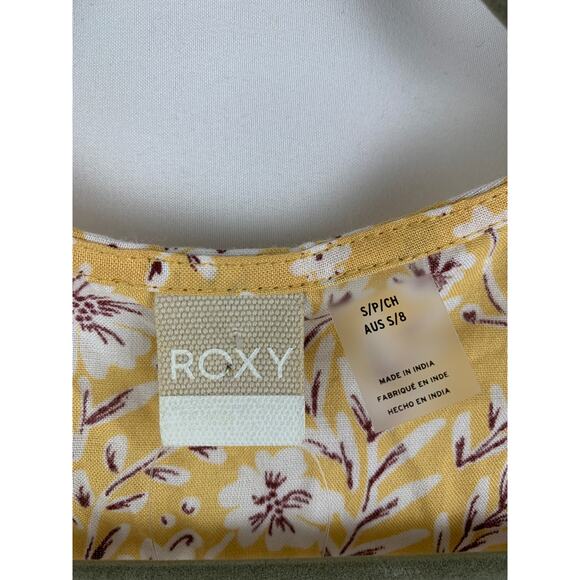 ROXY
S/P/CH
AUS S/8
MADE IN INDIA
FABRIQUÉ EN INDE
HECHO EN INDIA